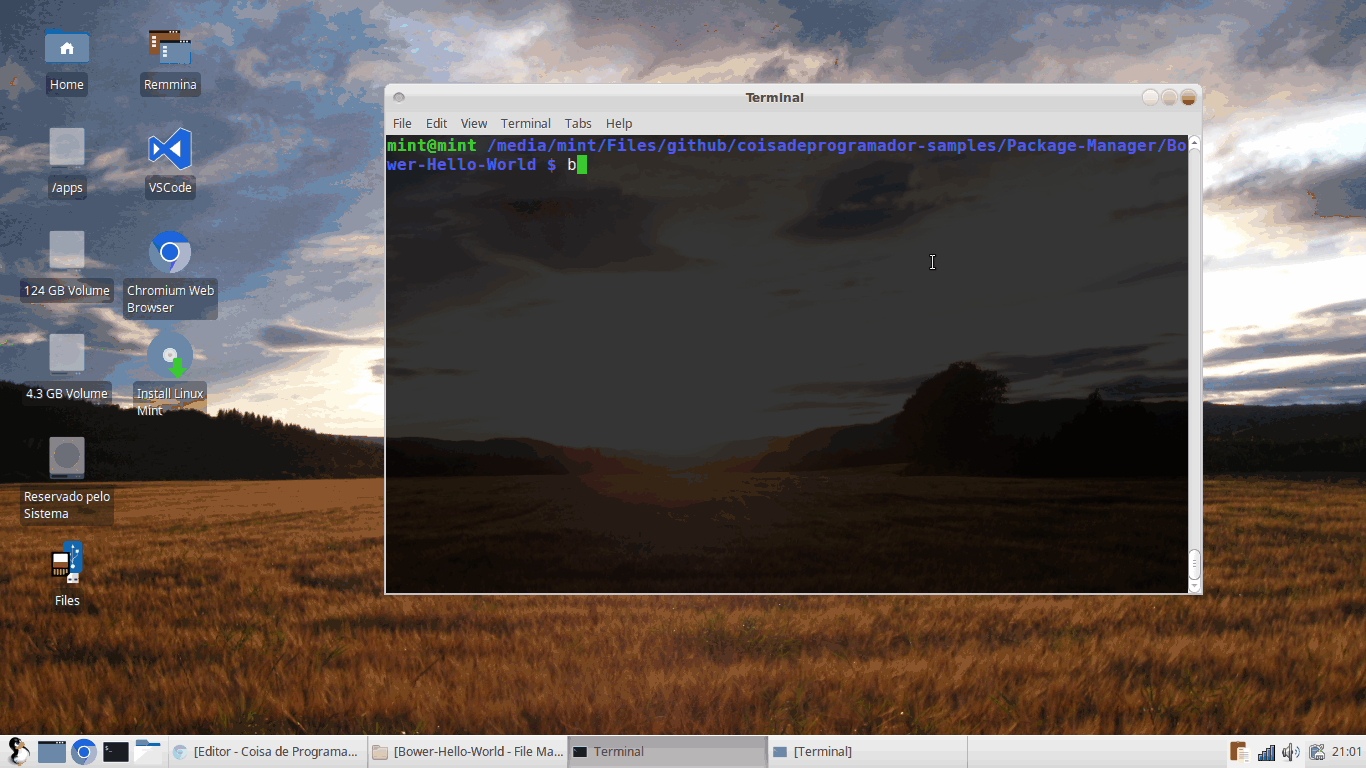 Home
Remmina
/apps
VSCode
124 GB Volume
Chromium Web
Browser
4.3 GB Volume
Install Linux
Mint
Reservado pelo
Sistema
Files
Terminal
File Edit View Terminal Tabs Help
mint@mint /media/mint/Files/github/coisadeprogramador-samples/Package-Manager/Bo
wer-Hello-World $ b
[Editor - Coisa de Programa... [Bower-Hello-World - File Ma... Terminal [Terminal] 21:01